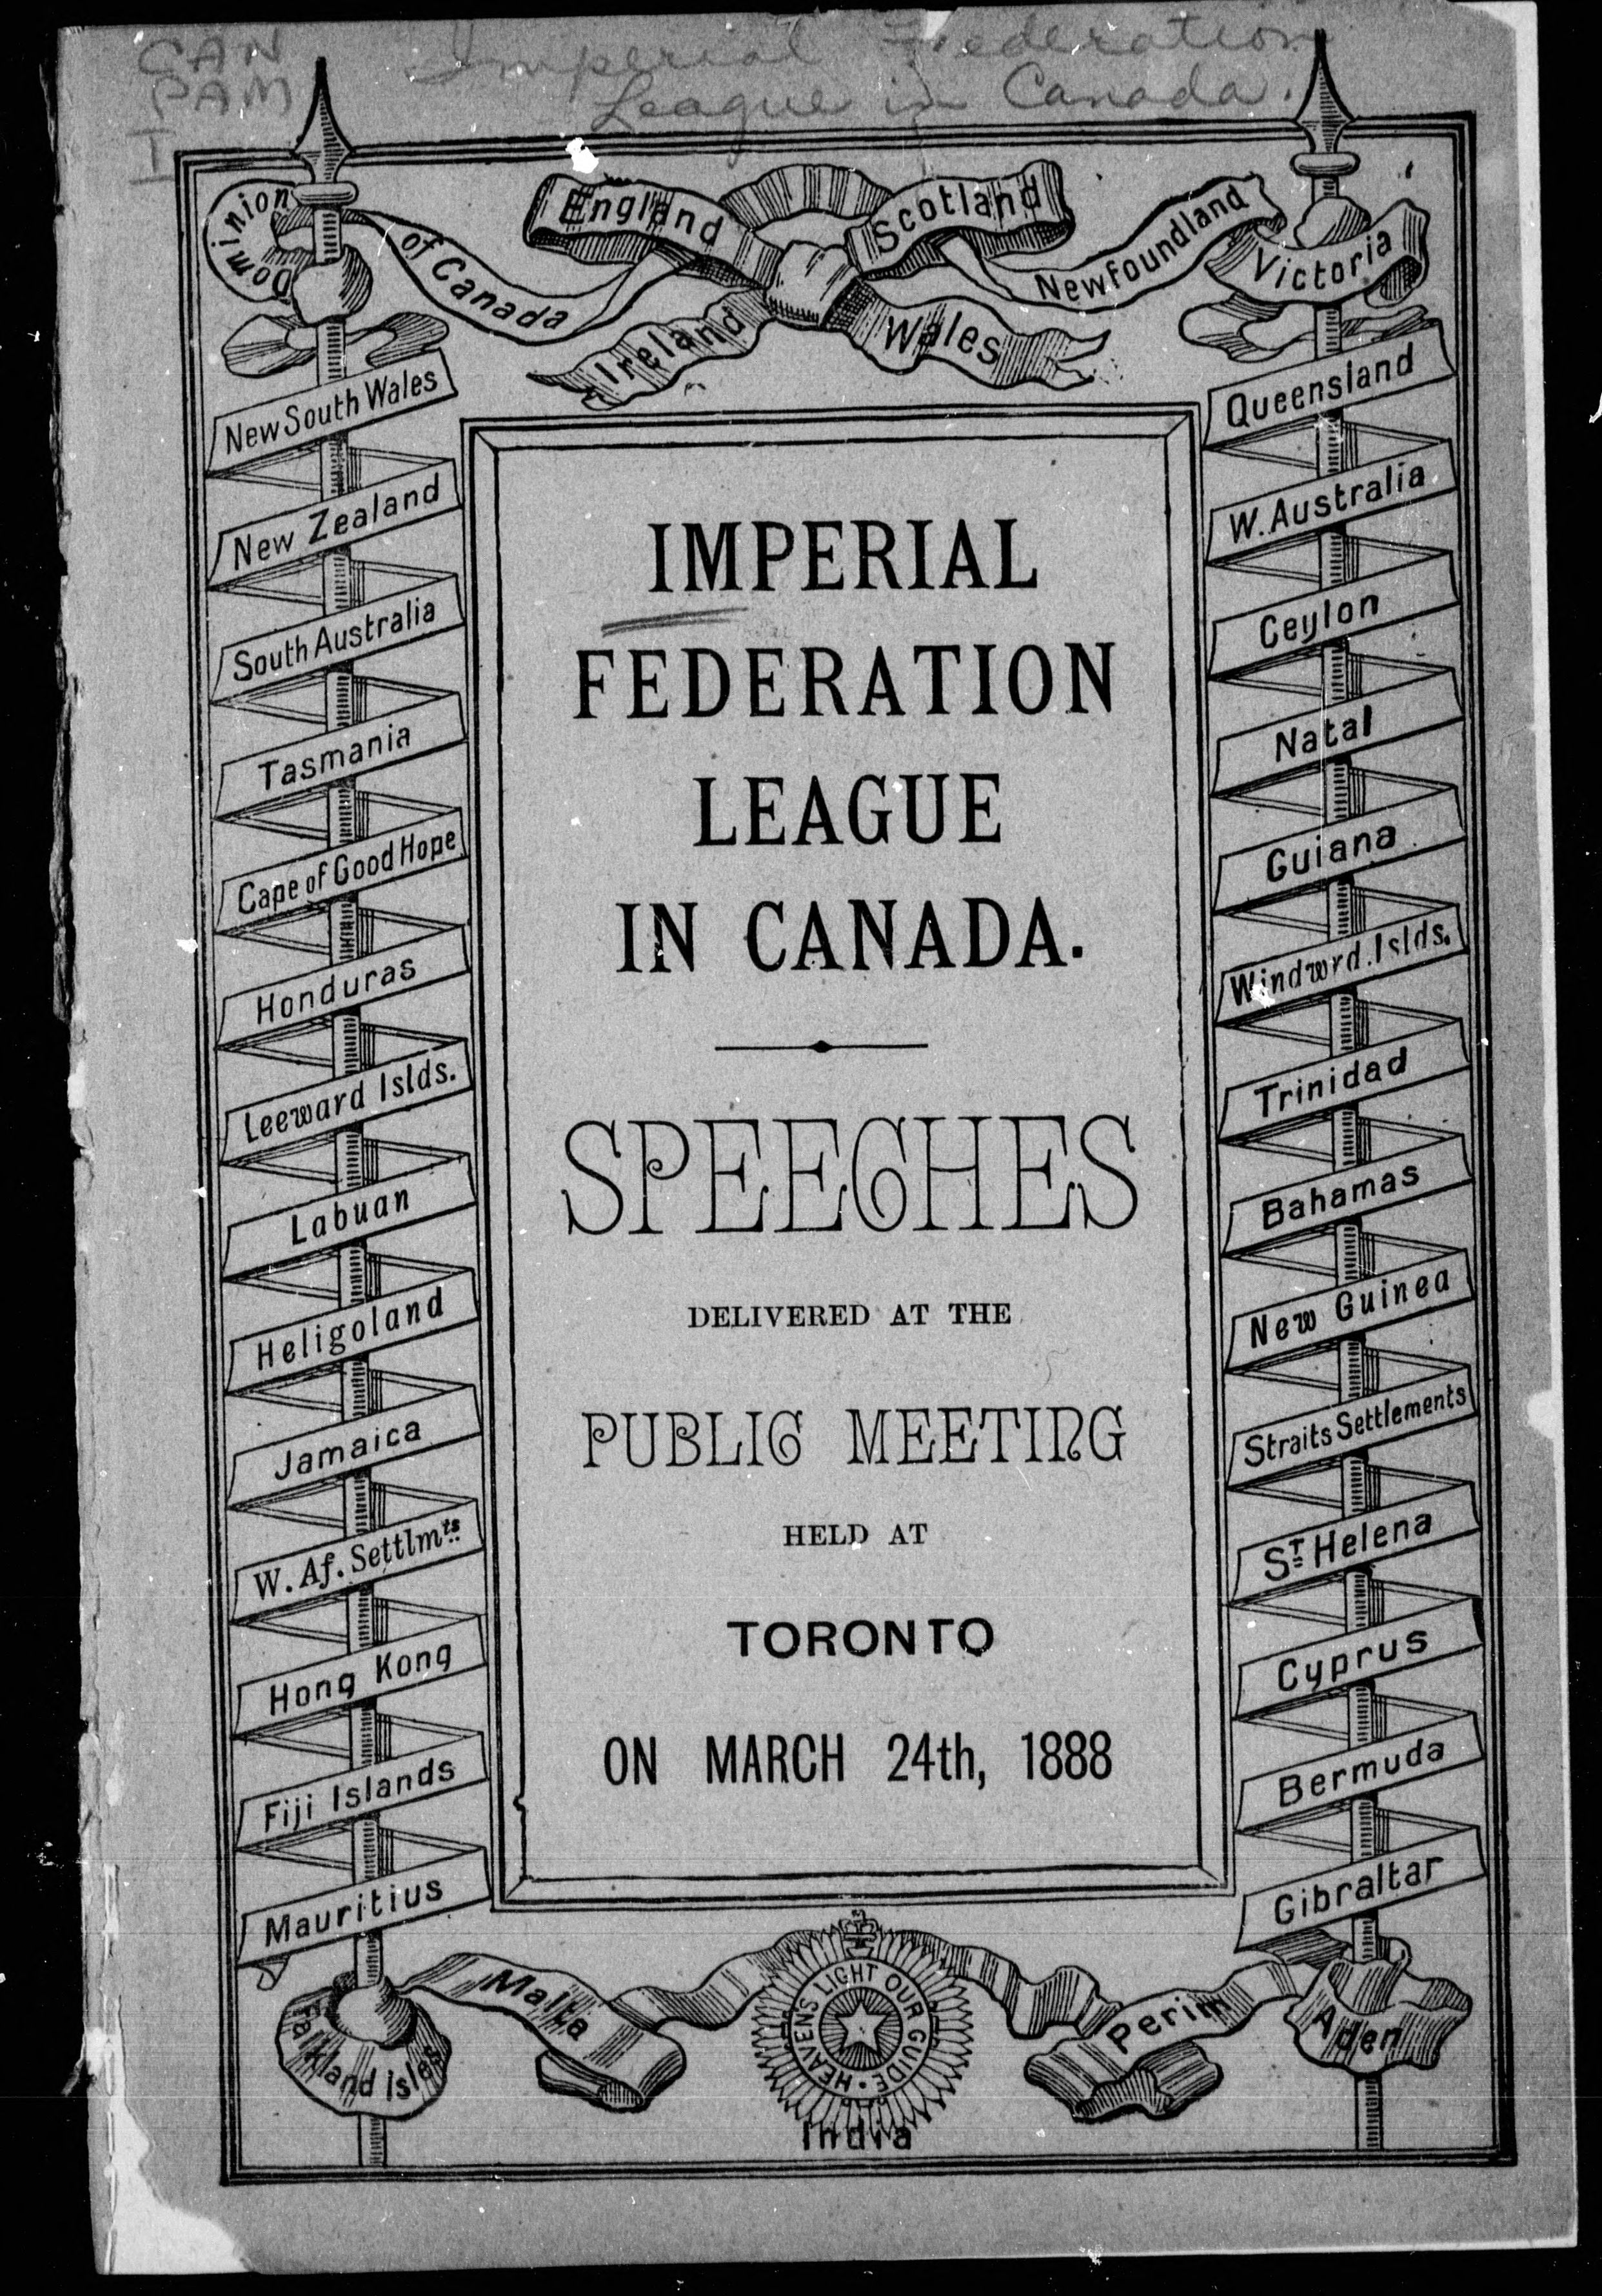 CAN
PAM
I
Imperial Federation
League in Canada.
Dominion
of Canada
England
Scotland
Ireland
Wales
Newfoundland
Victoria
New South Wales
New Zealand
South Australia
Tasmania
Cape of Good Hope
Honduras
Leeward Islds.
Labuan
Heligoland
Jamaica
W. Af. Settlmts.
Hong Kong
Fiji Islands
Mauritius
Falkland isles
IMPERIAL
FEDERATION
LEAGUE
IN CANADA.
SPEECHES
DELIVERED AT THE
PUBLIC MEETING
HELD AT
TORONTO
ON MARCH 24th, 1888
Queensland
W. Australia
Ceylon
Natal
Guiana
Windwrd. Islds.
Trinidad
Bahamas
New Guinea
Straits Settlements
ST Helena
Cyprus
Bermuda
Gibraltar
Malta
HEAVENS LIGHT OUR GUIDE
India
Perim
Aden